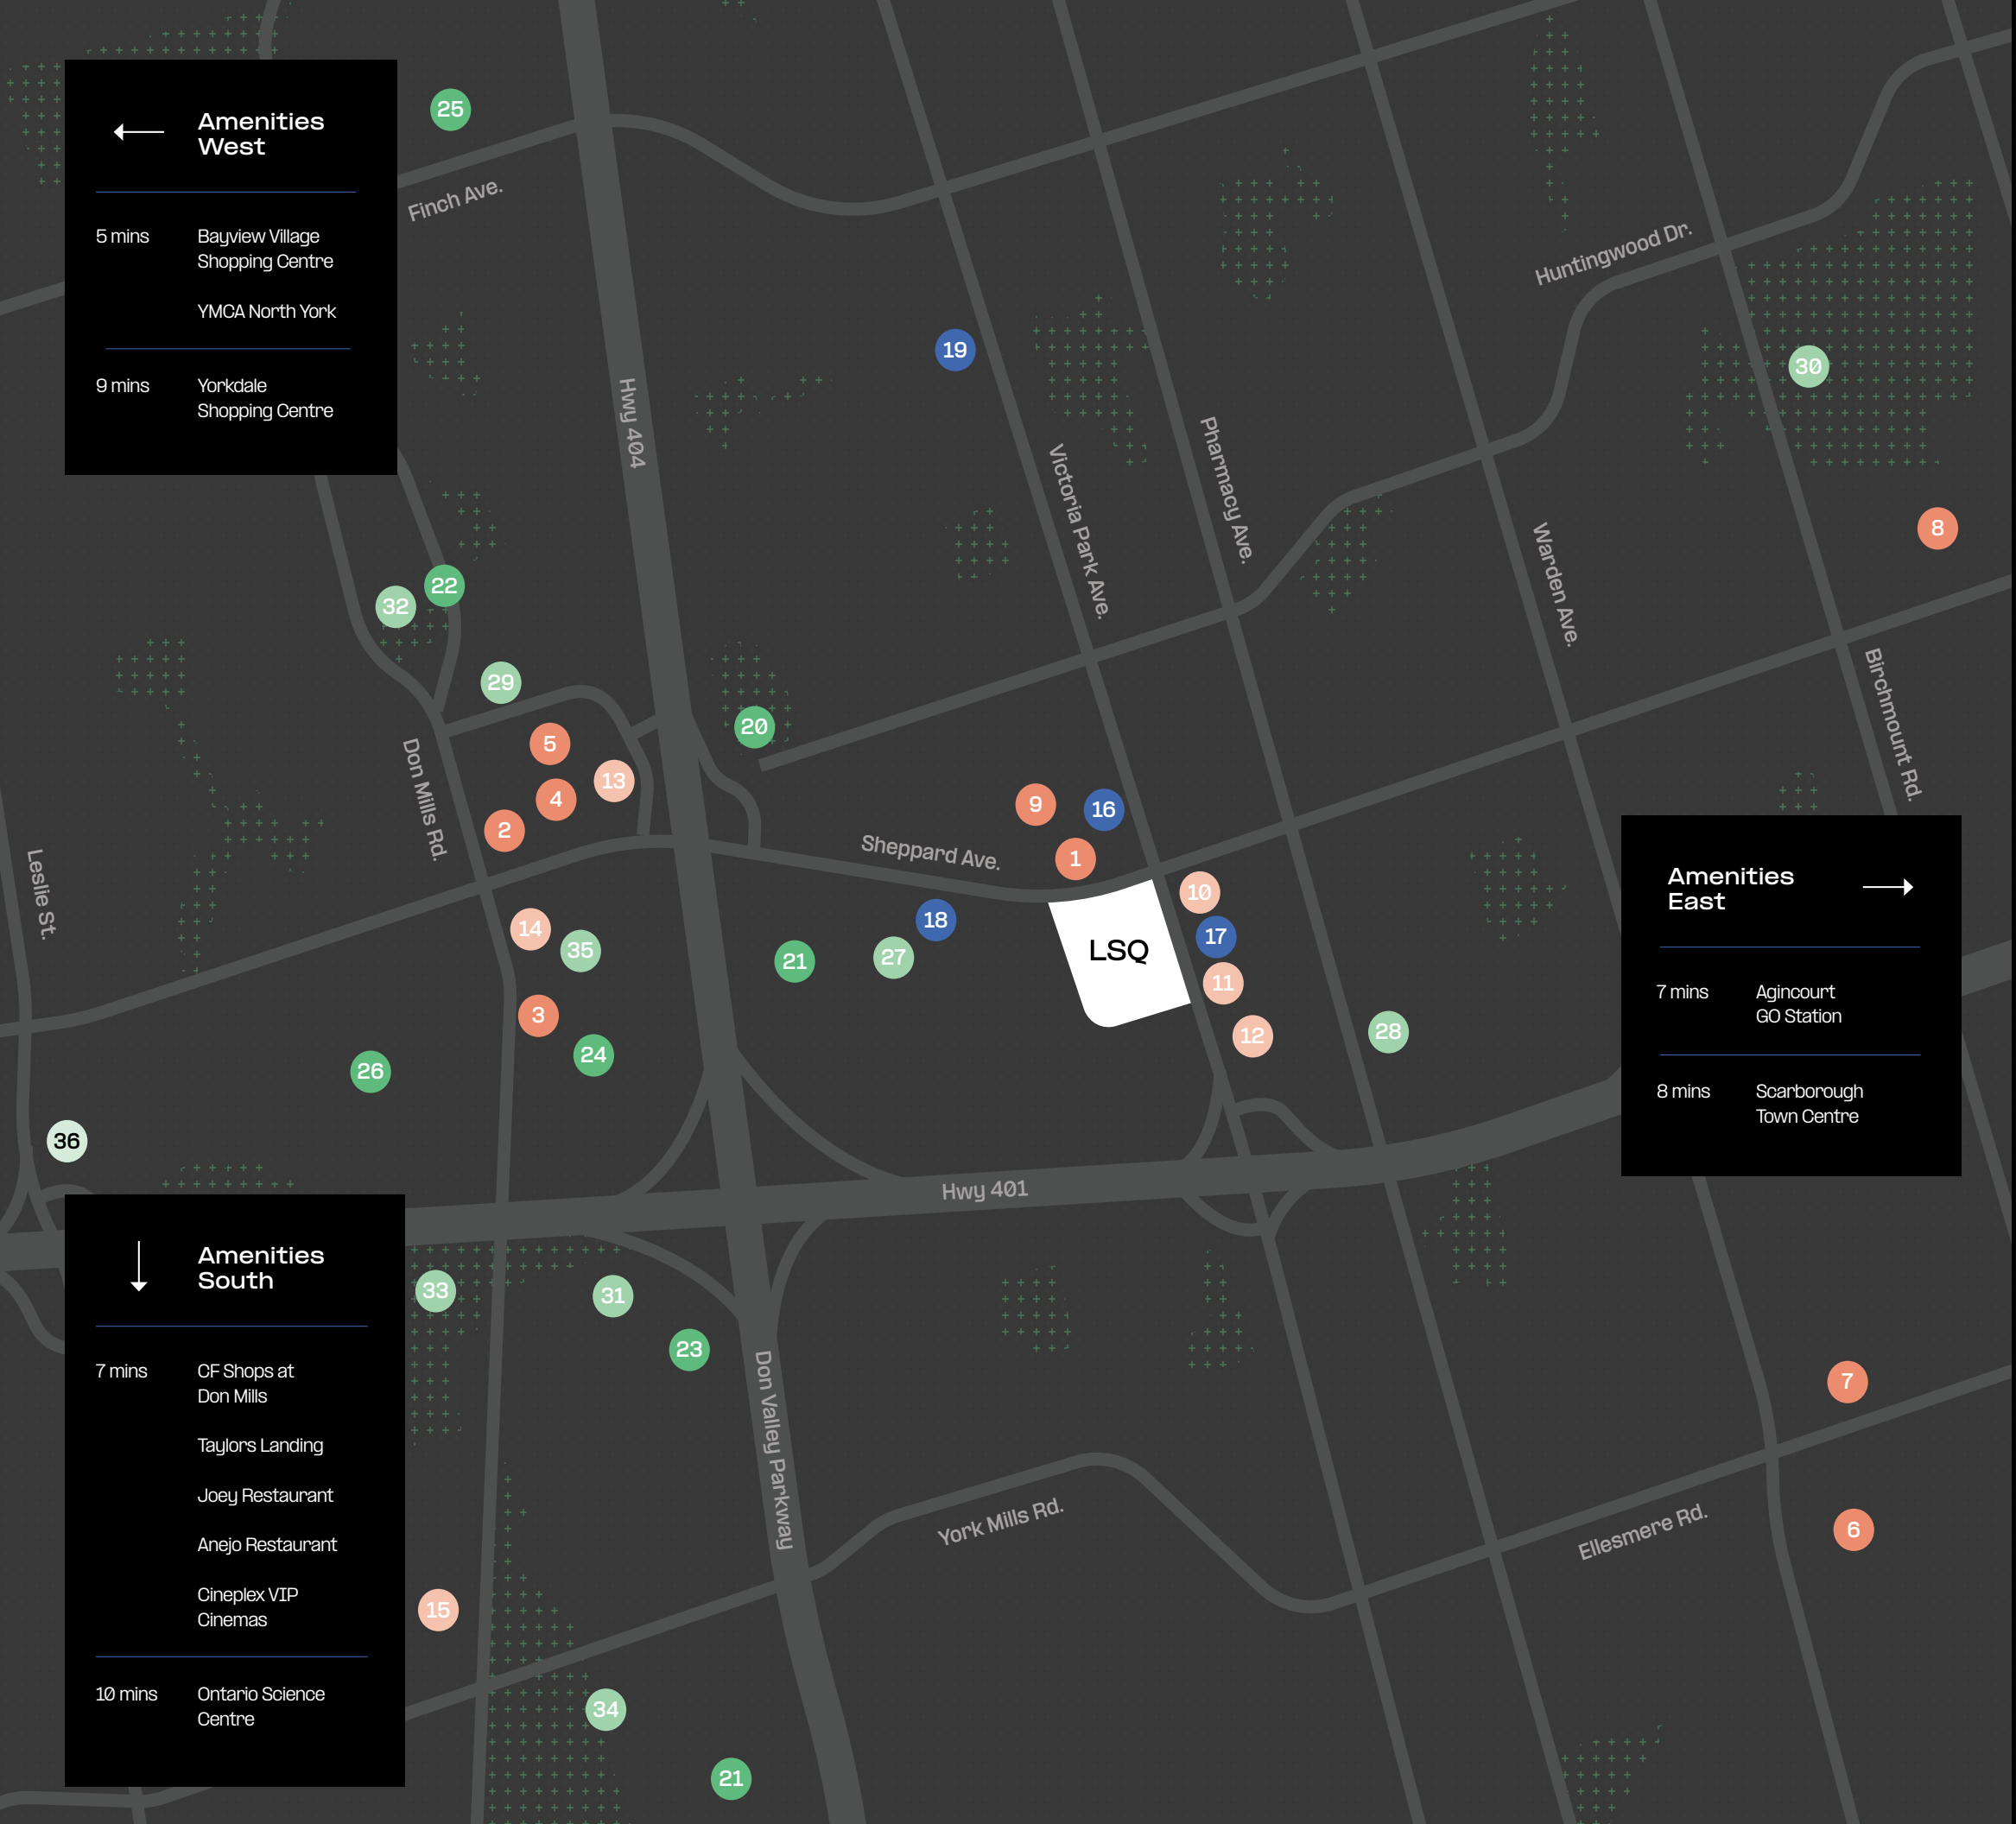 Amenities
West
5 mins
Bayview Village
Shopping Centre
YMCA North York
9 mins
Yorkdale
Shopping Centre
25
Finch Ave.
Hwy 404
19
Huntingwood Dr.
30
Victoria Park Ave.
Pharmacy Ave.
Warden Ave.
8
22
32
29
20
5
13
4
2
Don Mills Rd.
9
16
1
Sheppard Ave.
Birchmount Rd.
Leslie St.
14
35
3
24
26
36
21
27
18
LSQ
10
17
11
12
28
Amenities
East
7 mins
Agincourt
GO Station
8 mins
Scarborough
Town Centre
Hwy 401
Amenities
South
7 mins
CF Shops at
Don Mills
Taylors Landing
Joey Restaurant
Anejo Restaurant
Cineplex VIP
Cinemas
10 mins
Ontario Science
Centre
33
31
23
Don Valley Parkway
York Mills Rd.
Ellesmere Rd.
7
6
15
34
21